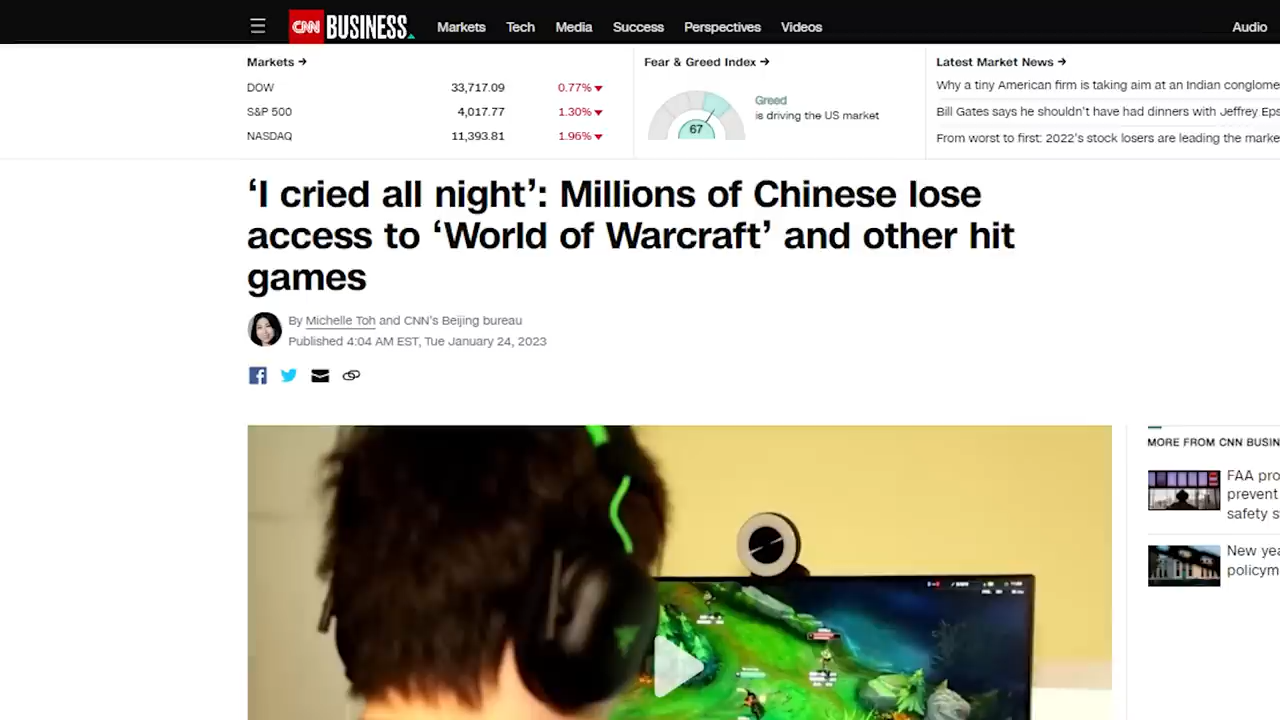 CNN BUSINESS
Markets
Tech
Media
Success
Perspectives
Videos
Audio
Markets →
DOW 33,717.09 0.77%
S&P 500 4,017.77 1.30%
NASDAQ 11,393.81 1.96%
Fear & Greed Index →
67
Greed
is driving the US market
Latest Market News →
Why a tiny American firm is taking aim at an Indian conglome
Bill Gates says he shouldn't have had dinners with Jeffrey Eps
From worst to first: 2022's stock losers are leading the marke
‘I cried all night’: Millions of Chinese lose
access to ‘World of Warcraft’ and other hit
games
By Michelle Toh and CNN's Beijing bureau
Published 4:04 AM EST, Tue January 24, 2023
MORE FROM CNN BUSIN
FAA pro
prevent
safety s
New yea
policym